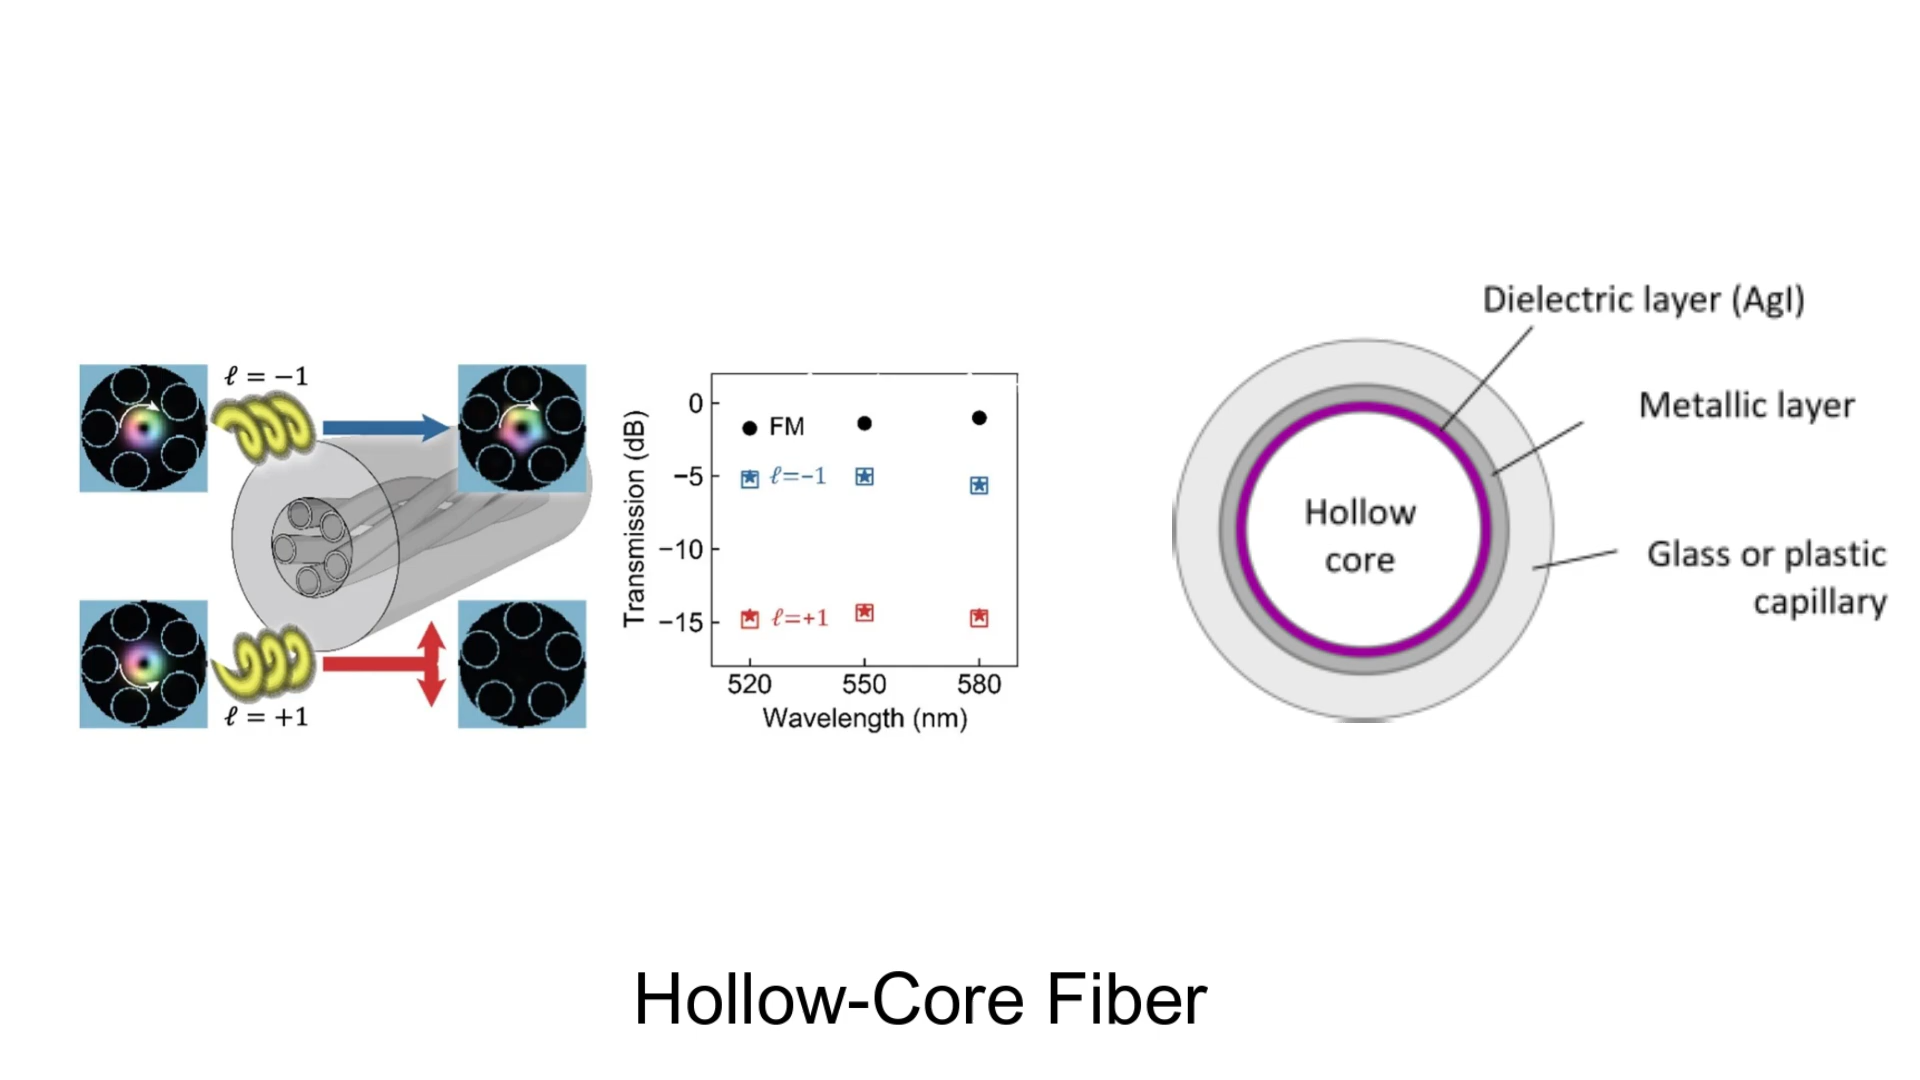 ℓ = −1
ℓ = +1
Transmission (dB)
0
−5
−10
−15
FM
ℓ=−1
ℓ=+1
520 550 580
Wavelength (nm)
Dielectric layer (AgI)
Metallic layer
Hollow
core
Glass or plastic
capillary
Hollow-Core Fiber